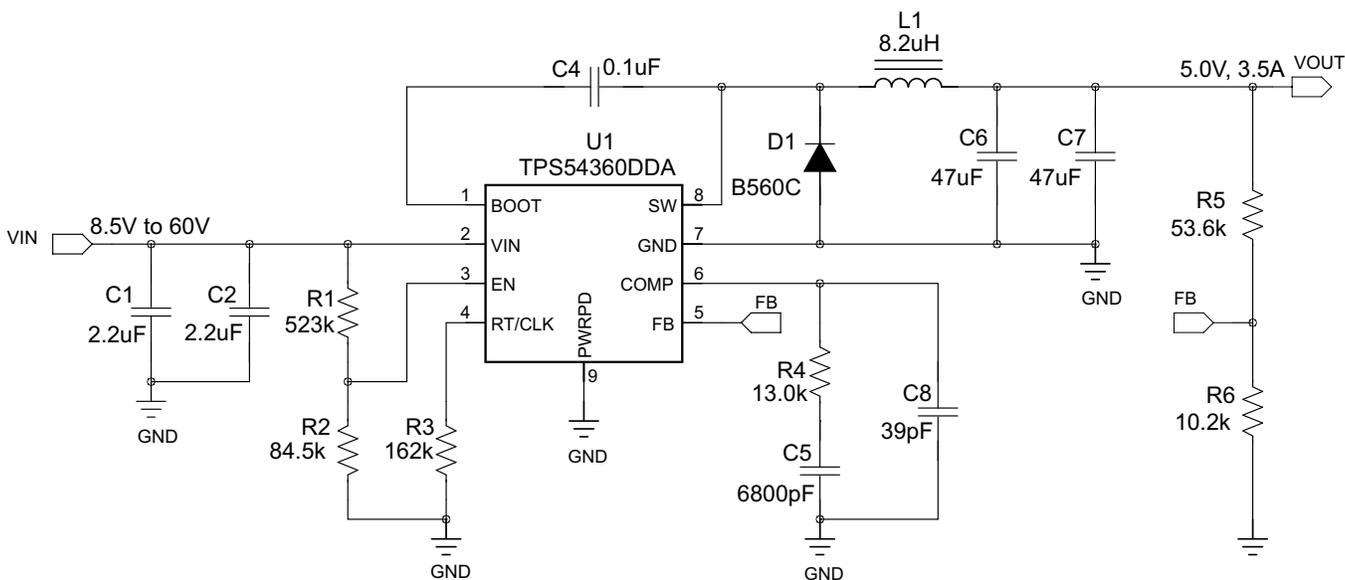 L1
8.2uH
C4
0.1uF
5.0V, 3.5A
VOUT
U1
TPS54360DDA
D1
B560C
C6
47uF
C7
47uF
1
BOOT
SW
8
R5
53.6k
VIN
8.5V to 60V
2
VIN
GND
7
3
EN
COMP
6
GND
C1
2.2uF
C2
2.2uF
R1
523k
4
RT/CLK
FB
5
FB
FB
PWRPD
9
R4
13.0k
C8
39pF
R6
10.2k
GND
R2
84.5k
R3
162k
GND
C5
6800pF
GND
GND